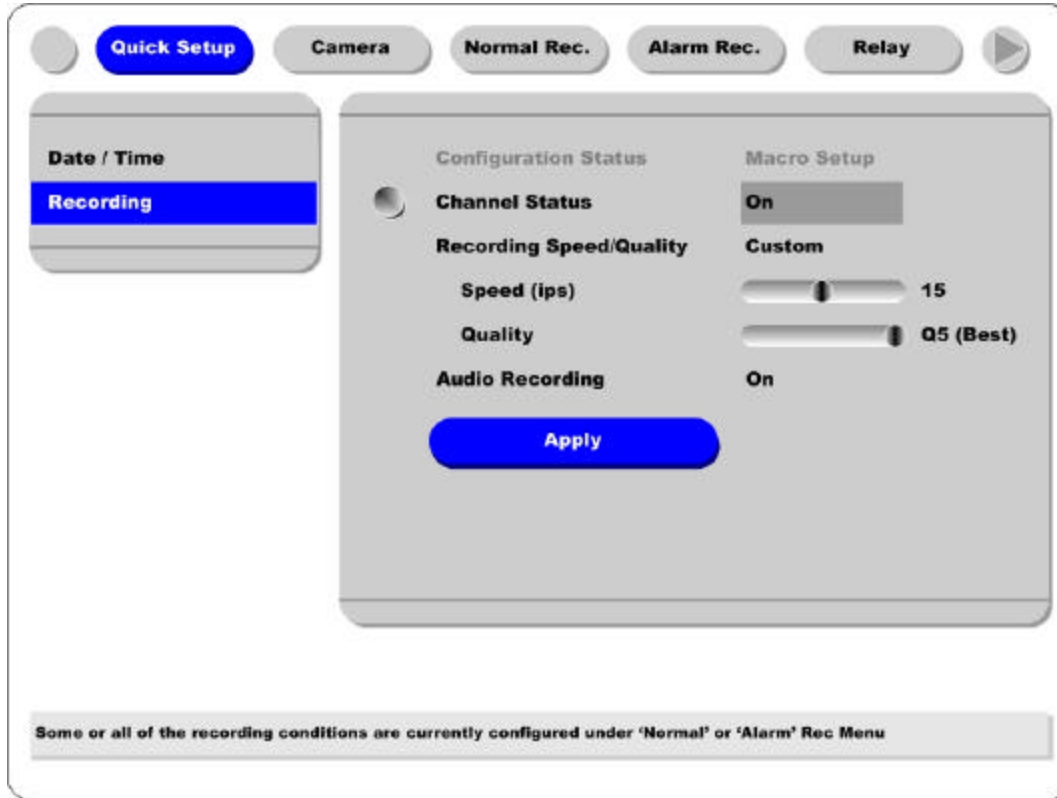 Quick Setup Camera Normal Rec. Alarm Rec. Relay
Date / Time
Recording
Configuration Status Macro Setup
Channel Status On
Recording Speed/Quality Custom
Speed (ips) 15
Quality Q5 (Best)
Audio Recording On
Apply
Some or all of the recording conditions are currently configured under ‘Normal’ or ‘Alarm’ Rec Menu